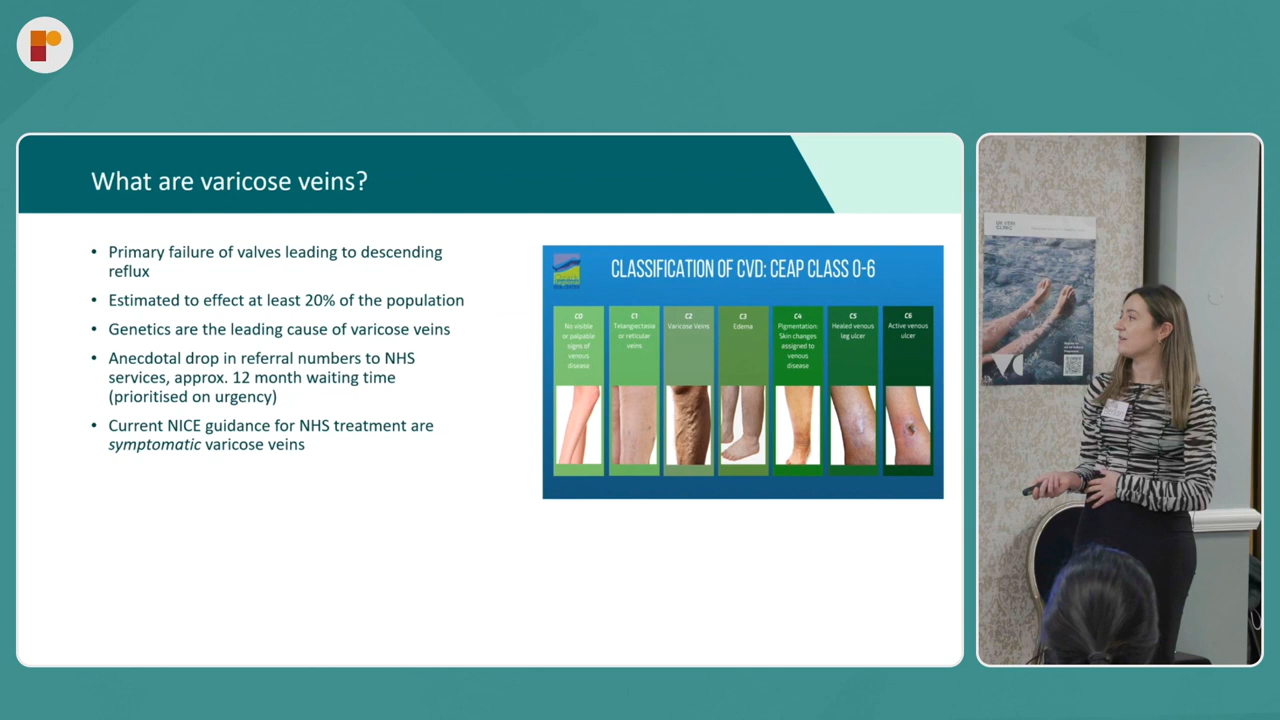 What are varicose veins?
• Primary failure of valves leading to descending
reflux
• Estimated to effect at least 20% of the population
• Genetics are the leading cause of varicose veins
• Anecdotal drop in referral numbers to NHS
services, approx. 12 month waiting time
(prioritised on urgency)
• Current NICE guidance for NHS treatment are
symptomatic varicose veins
CLASSIFICATION OF CVD: CEAP CLASS 0-6
C0
No visible
or palpable
signs of
venous
disease
C1
Telangiectasia
or reticular
veins
C2
Varicose Veins
C3
Edema
C4
Pigmentation:
Skin changes
assigned to
venous
disease
C5
Healed venous
leg ulcer
C6
Active venous
ulcer
UK VEIN
CLINIC